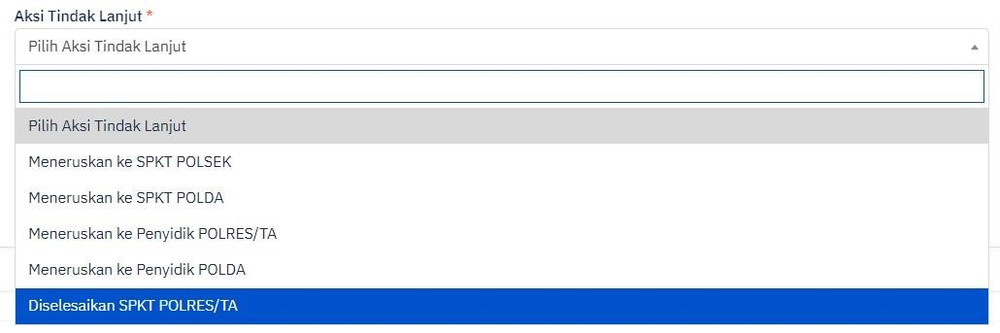 Aksi Tindak Lanjut *
Pilih Aksi Tindak Lanjut
Pilih Aksi Tindak Lanjut
Meneruskan ke SPKT POLSEK
Meneruskan ke SPKT POLDA
Meneruskan ke Penyidik POLRES/TA
Meneruskan ke Penyidik POLDA
Diselesaikan SPKT POLRES/TA